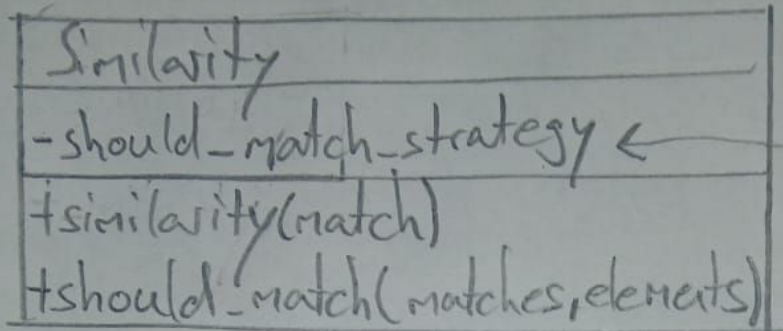 Similarity
-should_match_strategy
+similarity(match)
+should_match(matches,elements)